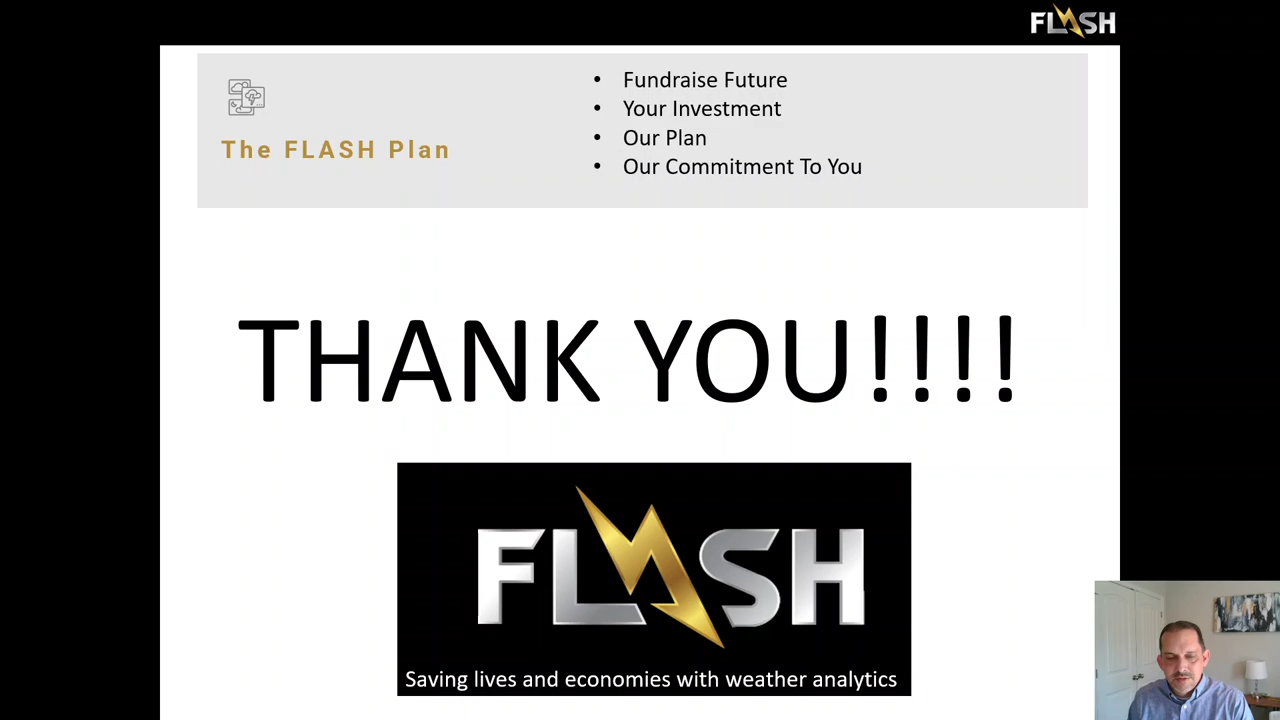 FLASH
The FLASH Plan
• Fundraise Future
• Your Investment
• Our Plan
• Our Commitment To You
THANK YOU!!!!
FLASH
Saving lives and economies with weather analytics